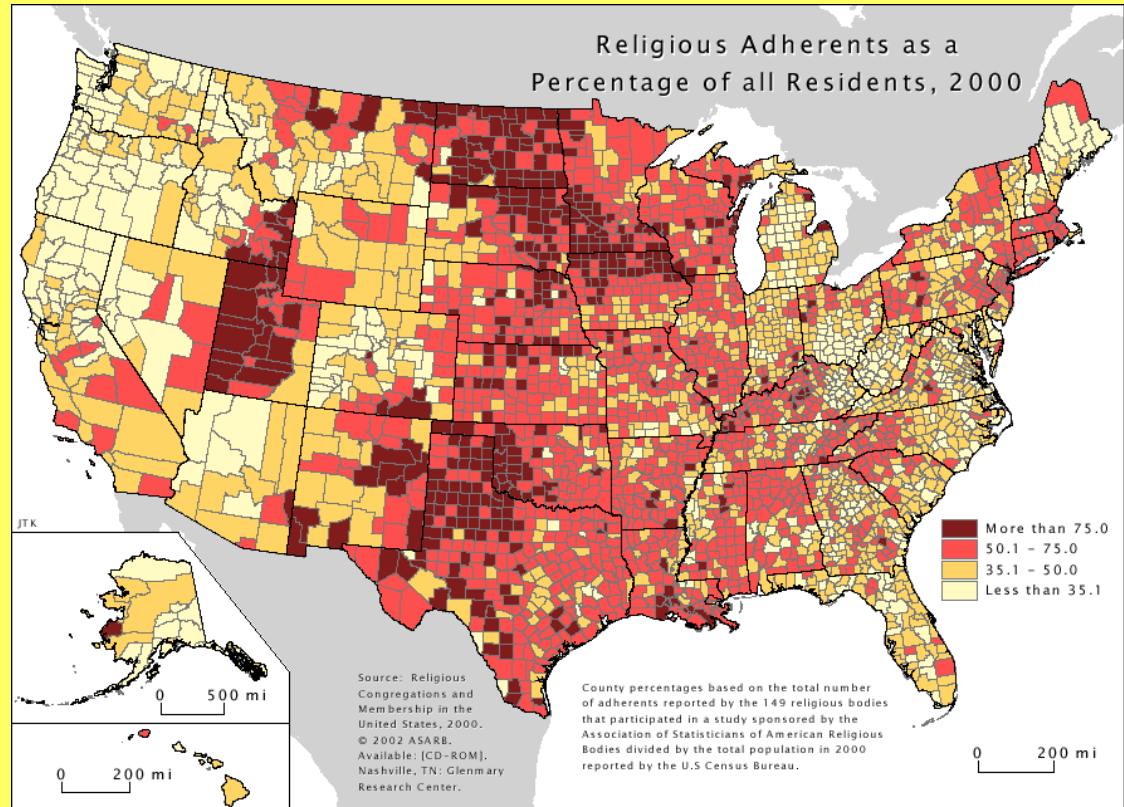 Religious Adherents as a
Percentage of all Residents, 2000
JTK
More than 75.0
50.1 - 75.0
35.1 - 50.0
Less than 35.1
0 500 mi
0 200 mi
Source: Religious
Congregations and
Membership in the
United States, 2000.
© 2002 ASARB.
Available: [CD-ROM].
Nashville, TN: Glenmary
Research Center.
County percentages based on the total number
of adherents reported by the 149 religious bodies
that participated in a study sponsored by the
Association of Statisticians of American Religious
Bodies divided by the total population in 2000
reported by the U.S Census Bureau.
0 200 mi